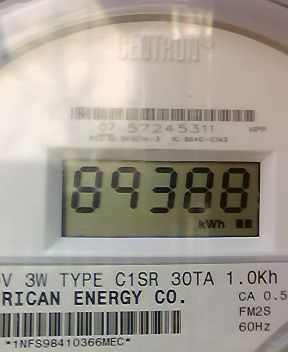 CENTRON
07 57245311 HPP
89388
kWh
V 3W TYPE C1SR 30TA 1.0Kh
RICAN ENERGY CO. CA 0.5
FM2S
60Hz
*1NFS98410366MEC*